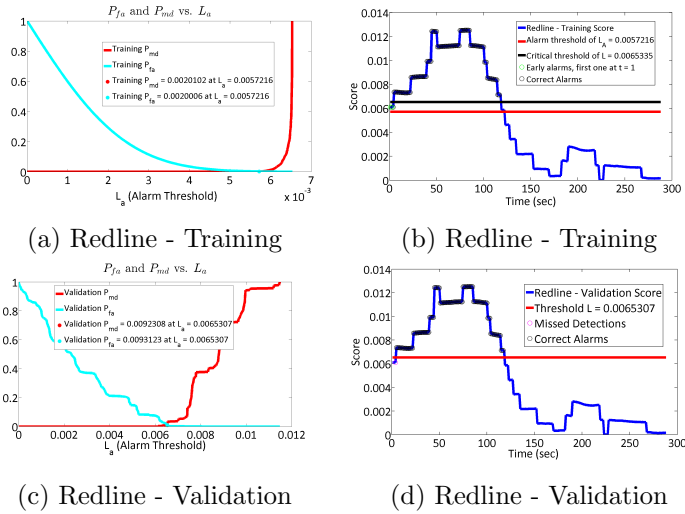 P_fa and P_md vs. L_a
1
0.8
0.6
0.4
0.2
0
Training P_md
Training P_fa
Training P_md = 0.0020102 at L_a = 0.0057216
Training P_fa = 0.0020006 at L_a = 0.0057216
0 1 2 3 4 5 6 7
L_a (Alarm Threshold)
x 10^-3
(a) Redline - Training
0.014
0.012
0.01
0.008
0.006
0.004
0.002
0
Score
Redline - Training Score
Alarm threshold of L_A = 0.0057216
Critical threshold of L = 0.0065335
Early alarms, first one at t = 1
Correct Alarms
0 50 100 150 200 250 300
Time (sec)
(b) Redline - Training
P_fa and P_md vs. L_a
1
0.8
0.6
0.4
0.2
0
Validation P_md
Validation P_fa
Validation P_md = 0.0092308 at L_a = 0.0065307
Validation P_fa = 0.0093123 at L_a = 0.0065307
0 0.002 0.004 0.006 0.008 0.01 0.012
L_a (Alarm Threshold)
(c) Redline - Validation
0.014
0.012
0.01
0.008
0.006
0.004
0.002
0
Score
Redline - Validation Score
Threshold L = 0.0065307
Missed Detections
Correct Alarms
0 50 100 150 200 250 300
Time (sec)
(d) Redline - Validation